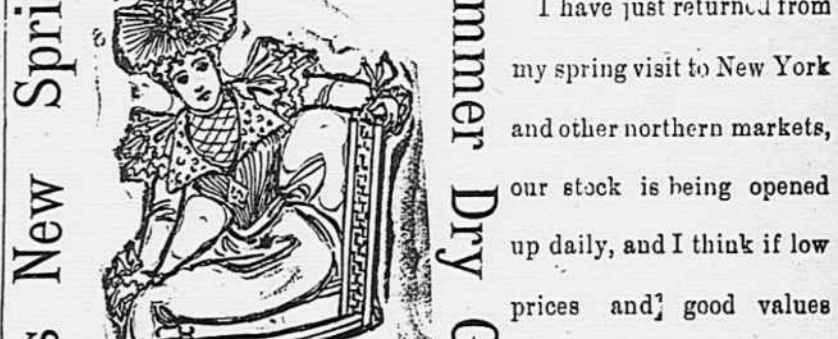 s New Spri
mmer Dry G
I have just returned from
my spring visit to New York
and other northern markets,
our stock is being opened
up daily, and I think if low
prices and] good values